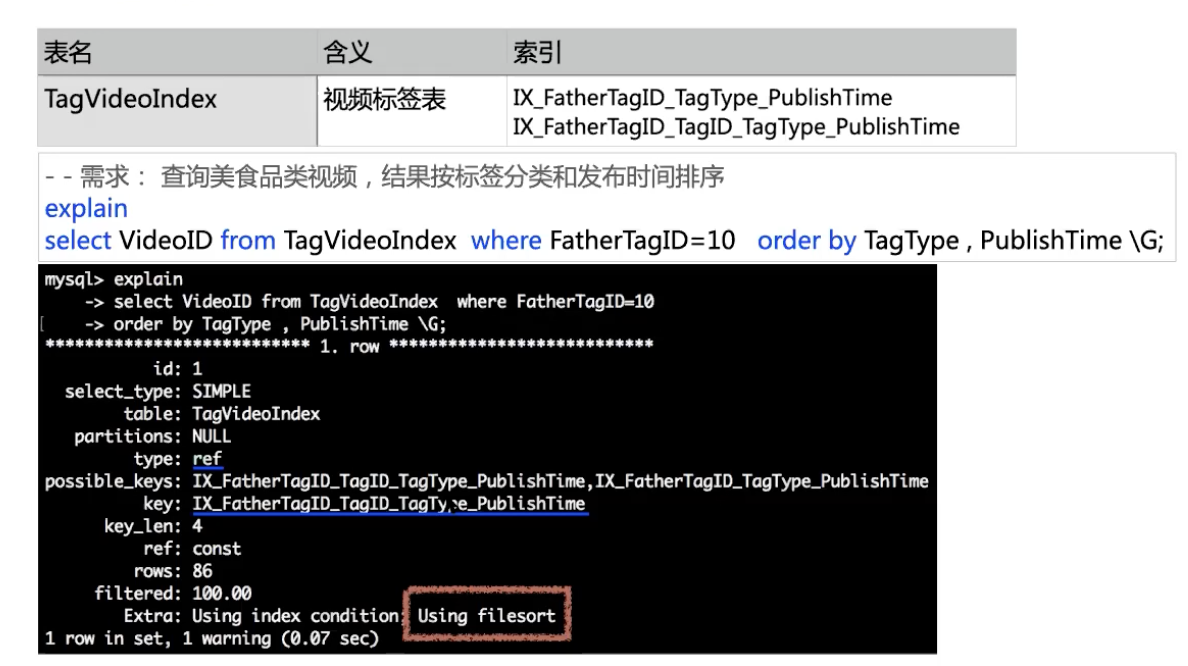 表名 含义 索引
TagVideoIndex 视频标签表 IX_FatherTagID_TagType_PublishTime
IX_FatherTagID_TagID_TagType_PublishTime
- - 需求： 查询美食品类视频，结果按标签分类和发布时间排序
explain
select VideoID from TagVideoIndex where FatherTagID=10 order by TagType , PublishTime \G;
mysql> explain
-> select VideoID from TagVideoIndex where FatherTagID=10
[ -> order by TagType , PublishTime \G;
*************************** 1. row ***************************
id: 1
select_type: SIMPLE
table: TagVideoIndex
partitions: NULL
type: ref
possible_keys: IX_FatherTagID_TagID_TagType_PublishTime,IX_FatherTagID_TagType_PublishTime
key: IX_FatherTagID_TagID_TagType_PublishTime
key_len: 4
ref: const
rows: 86
filtered: 100.00
Extra: Using index condition; Using filesort
1 row in set, 1 warning (0.07 sec)